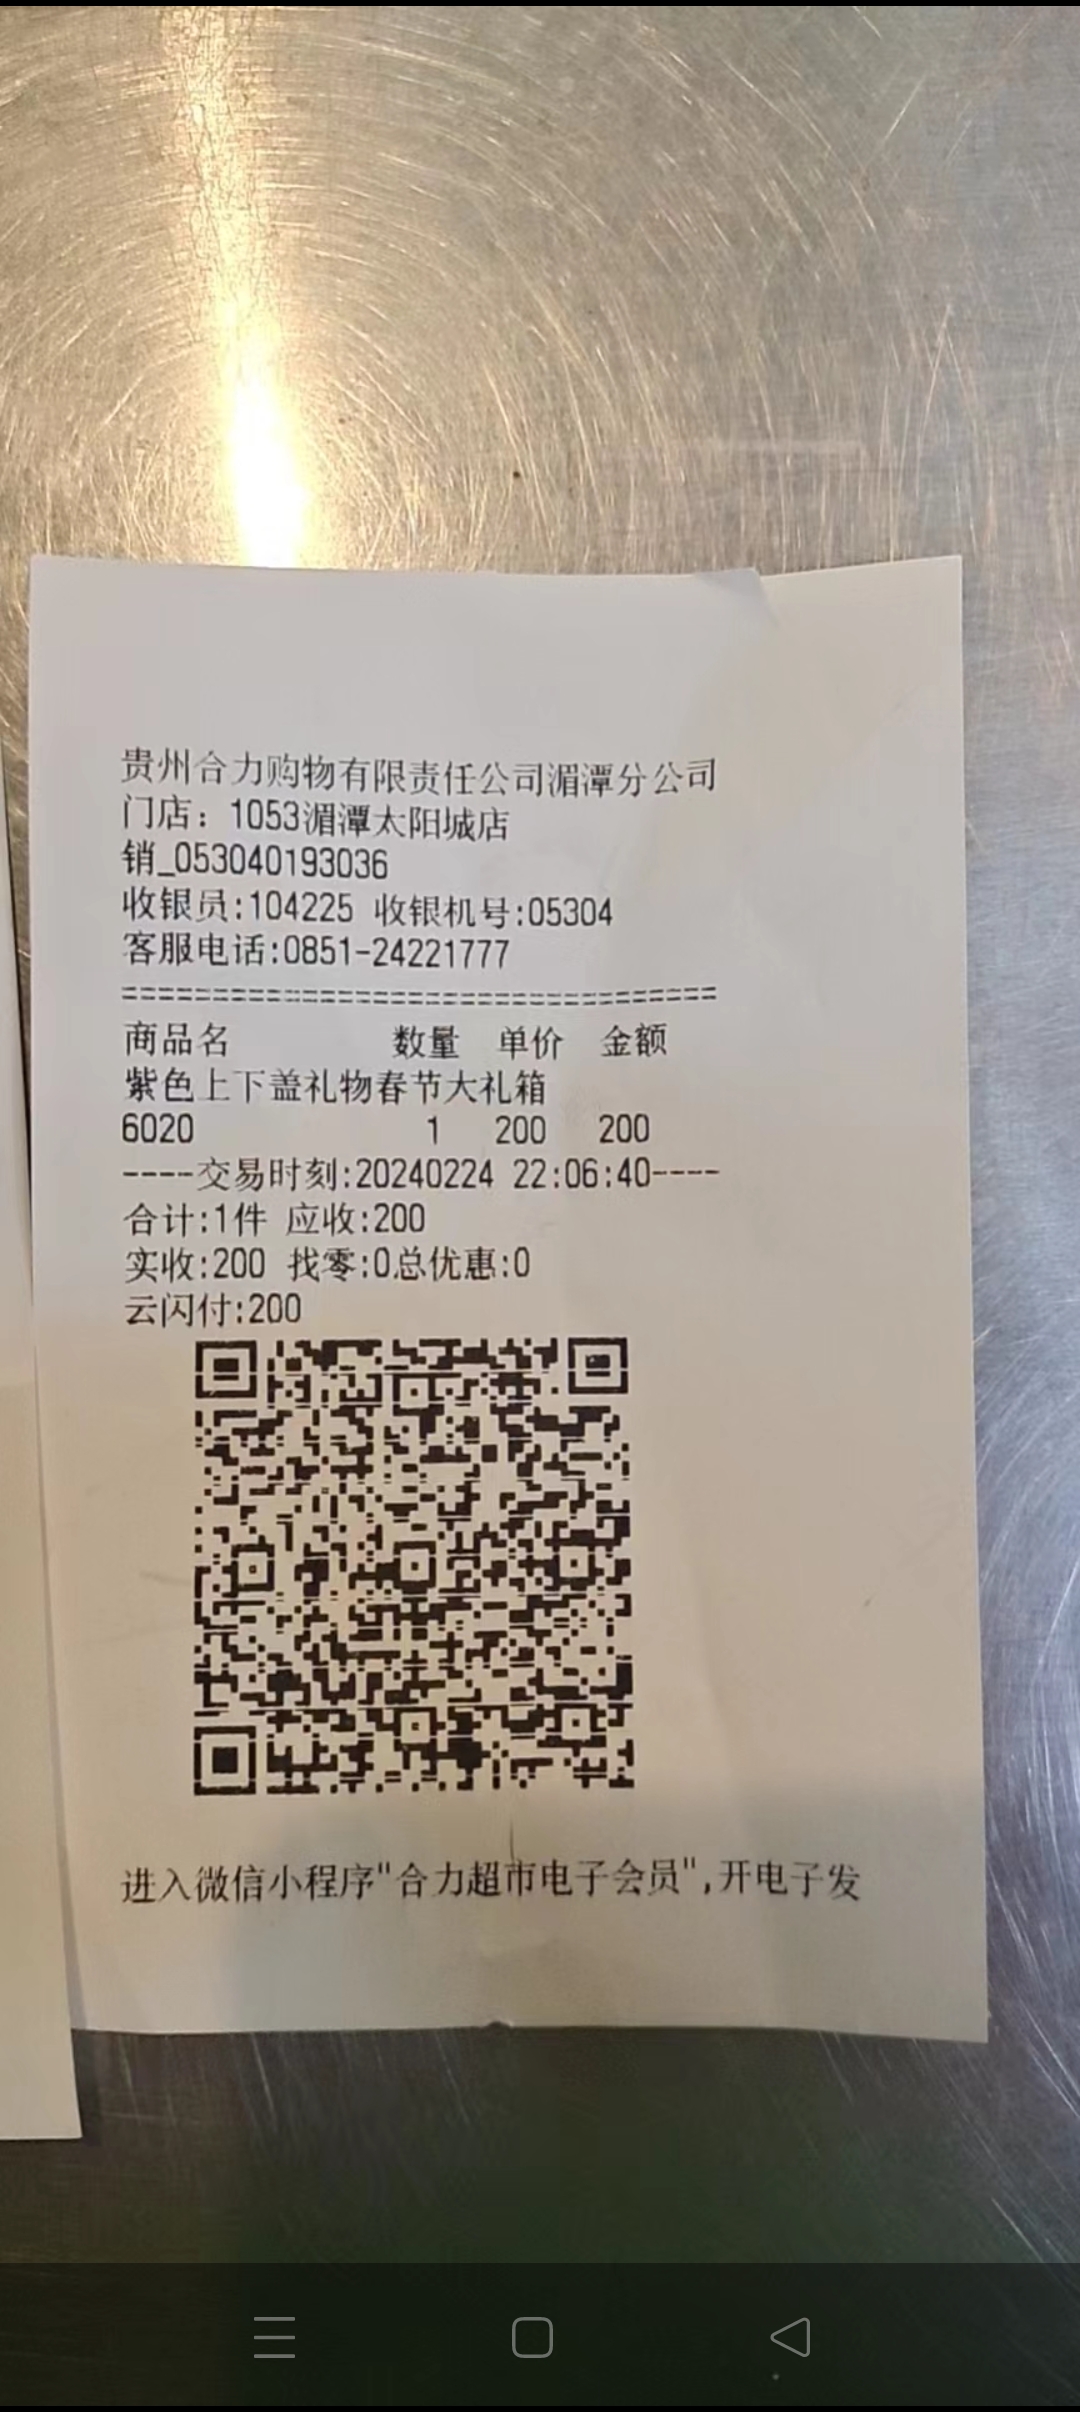 贵州合力购物有限责任公司湄潭分公司
门店：1053湄潭太阳城店
销_053040193036
收银员:104225 收银机号:05304
客服电话:0851-24221777
=================================
商品名 数量 单价 金额
紫色上下盖礼物春节大礼箱
6020 1 200 200
----交易时刻:20240224 22:06:40----
合计:1件 应收:200
实收:200 找零:0总优惠:0
云闪付:200
进入微信小程序"合力超市电子会员",开电子发